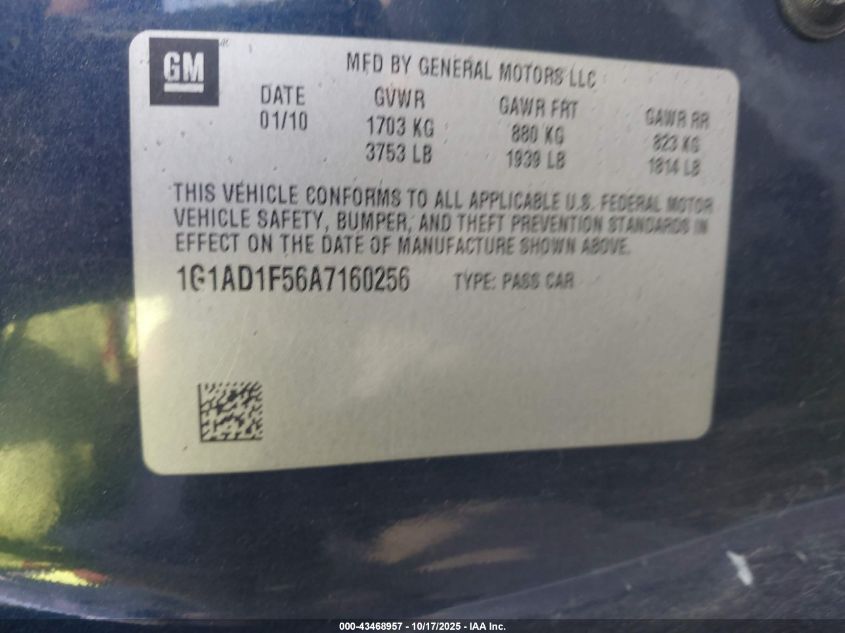 GM
MFD BY GENERAL MOTORS LLC
DATE GVWR GAWR FRT GAWR RR
01/10 1703 KG 880 KG 823 KG
3753 LB 1939 LB 1814 LB
THIS VEHICLE CONFORMS TO ALL APPLICABLE U.S. FEDERAL MOTOR
VEHICLE SAFETY, BUMPER, AND THEFT PREVENTION STANDARDS IN
EFFECT ON THE DATE OF MANUFACTURE SHOWN ABOVE.
1G1AD1F56A7160256 TYPE: PASS CAR
000-43468957 - 10/17/2025 - IAA Inc.